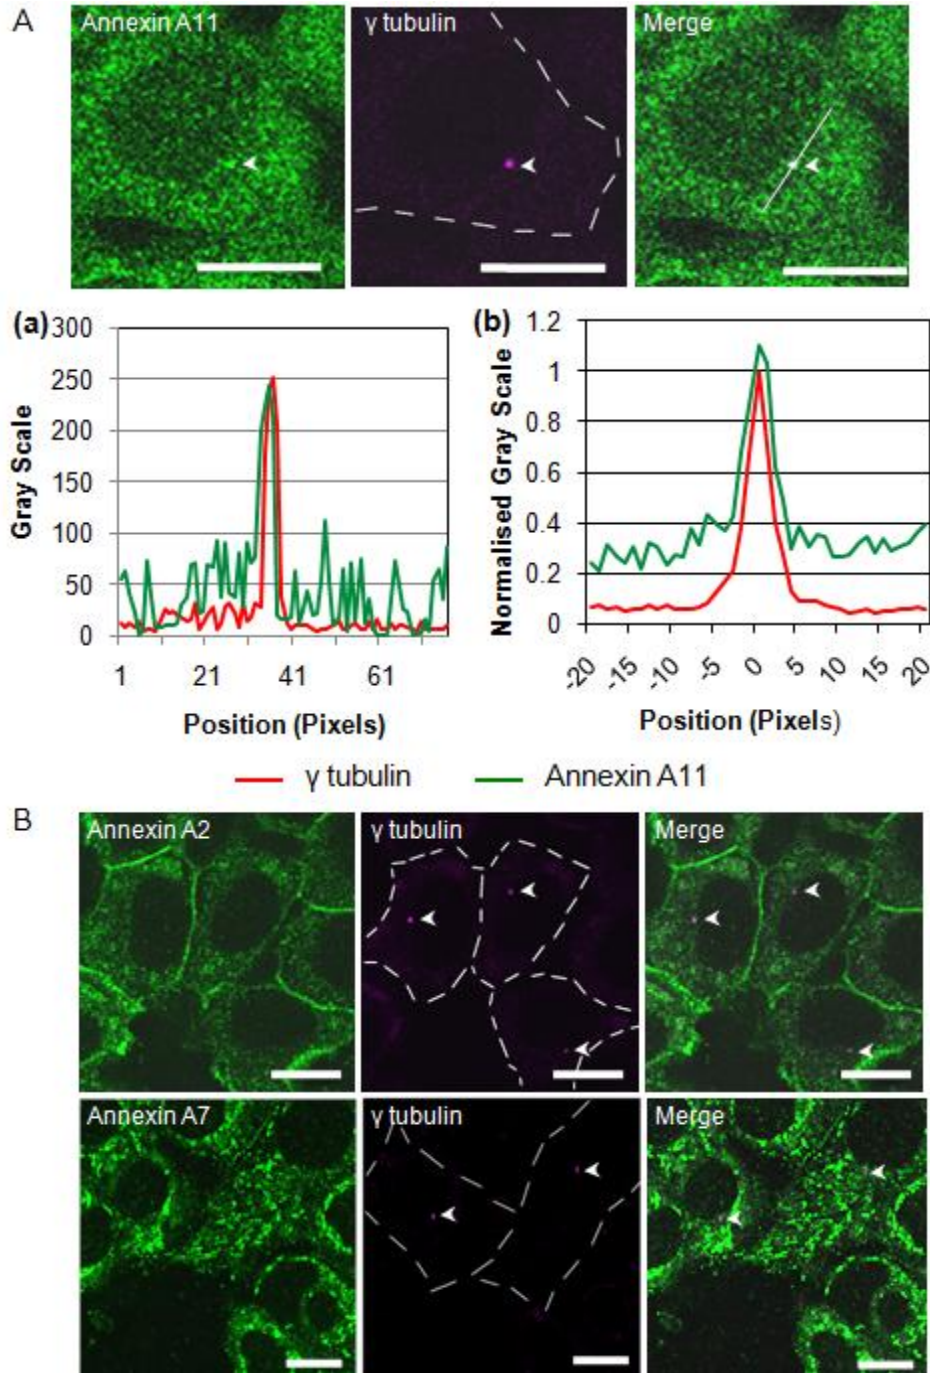 A
Annexin A11 γ tubulin Merge
(a)
300
250
200
150
100
50
0
Gray Scale
1 21 41 61
Position (Pixels)
(b)
1.2
1
0.8
0.6
0.4
0.2
0
Normalised Gray Scale
-20 -15 -10 -5 0 5 10 15 20
Position (Pixels)
γ tubulin Annexin A11
B
Annexin A2 γ tubulin Merge
Annexin A7 γ tubulin Merge